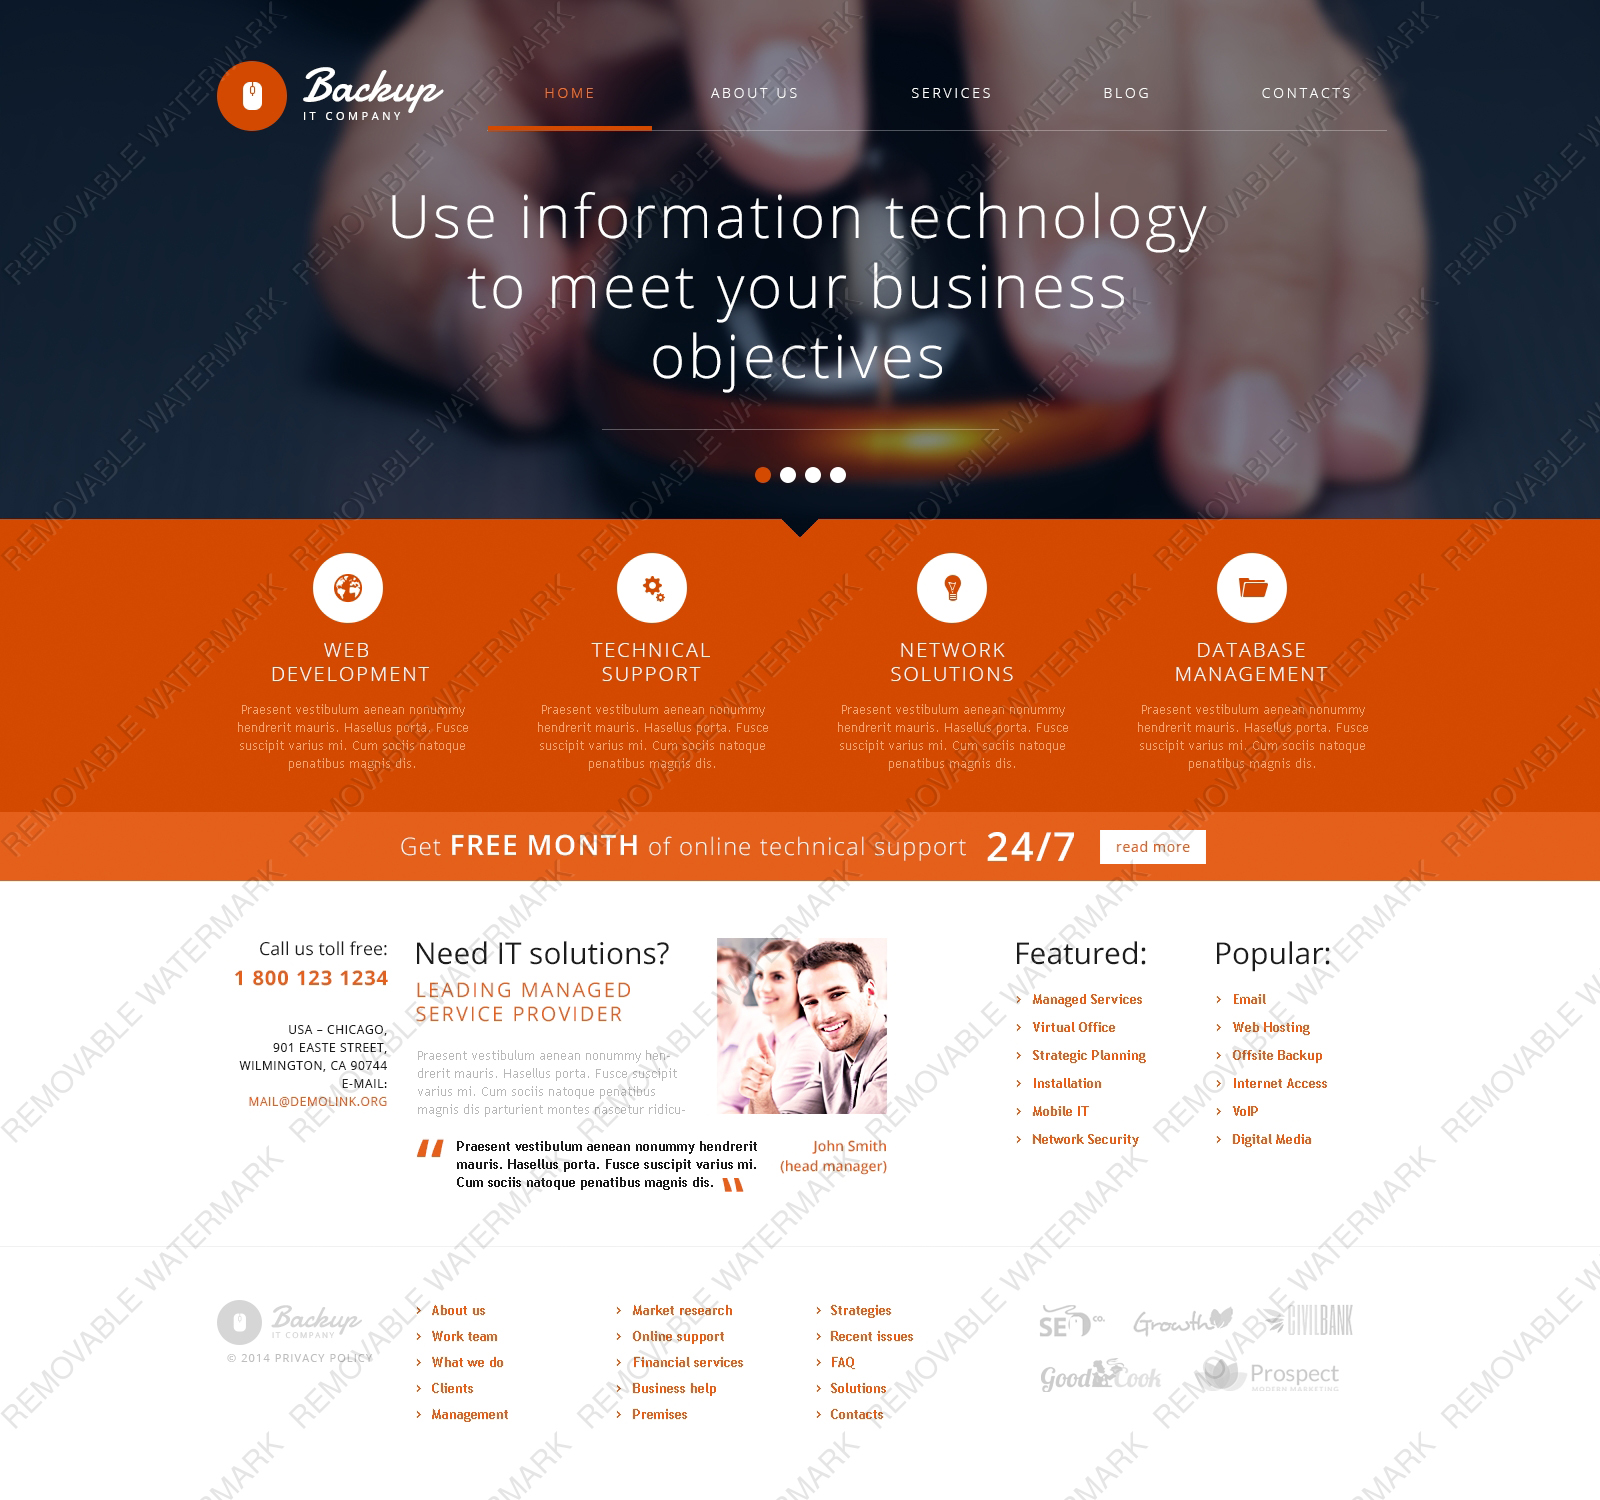 Backup
IT COMPANY
HOME
ABOUT US
SERVICES
BLOG
CONTACTS
Use information technology
to meet your business
objectives
WEB
DEVELOPMENT
Praesent vestibulum aenean nonummy
hendrerit mauris. Hasellus porta. Fusce
suscipit varius mi. Cum sociis natoque
penatibus magnis dis.
TECHNICAL
SUPPORT
Praesent vestibulum aenean nonummy
hendrerit mauris. Hasellus porta. Fusce
suscipit varius mi. Cum sociis natoque
penatibus magnis dis.
NETWORK
SOLUTIONS
Praesent vestibulum aenean nonummy
hendrerit mauris. Hasellus porta. Fusce
suscipit varius mi. Cum sociis natoque
penatibus magnis dis.
DATABASE
MANAGEMENT
Praesent vestibulum aenean nonummy
hendrerit mauris. Hasellus porta. Fusce
suscipit varius mi. Cum sociis natoque
penatibus magnis dis.
Get FREE MONTH of online technical support 24/7 read more
Call us toll free:
1 800 123 1234
USA – CHICAGO,
901 EASTE STREET,
WILMINGTON, CA 90744
E-MAIL:
MAIL@DEMOLINK.ORG
Need IT solutions?
LEADING MANAGED
SERVICE PROVIDER
Praesent vestibulum aenean nonummy hen-
drerit mauris. Hasellus porta. Fusce suscipit
varius mi. Cum sociis natoque penatibus
magnis dis parturient montes nascetur ridicu-
“ Praesent vestibulum aenean nonummy hendrerit
mauris. Hasellus porta. Fusce suscipit varius mi.
Cum sociis natoque penatibus magnis dis. ”
John Smith
(head manager)
Featured:
Managed Services
Virtual Office
Strategic Planning
Installation
Mobile IT
Network Security
Popular:
Email
Web Hosting
Offsite Backup
Internet Access
VoIP
Digital Media
Backup
IT COMPANY
© 2014 PRIVACY POLICY
About us
Work team
What we do
Clients
Management
Market research
Online support
Financial services
Business help
Premises
Strategies
Recent issues
FAQ
Solutions
Contacts
SEO CO.
Growth
CIVILBANK
Goodie Cook
Prospect
MODERN MARKETING
REMOVABLE WATERMARK